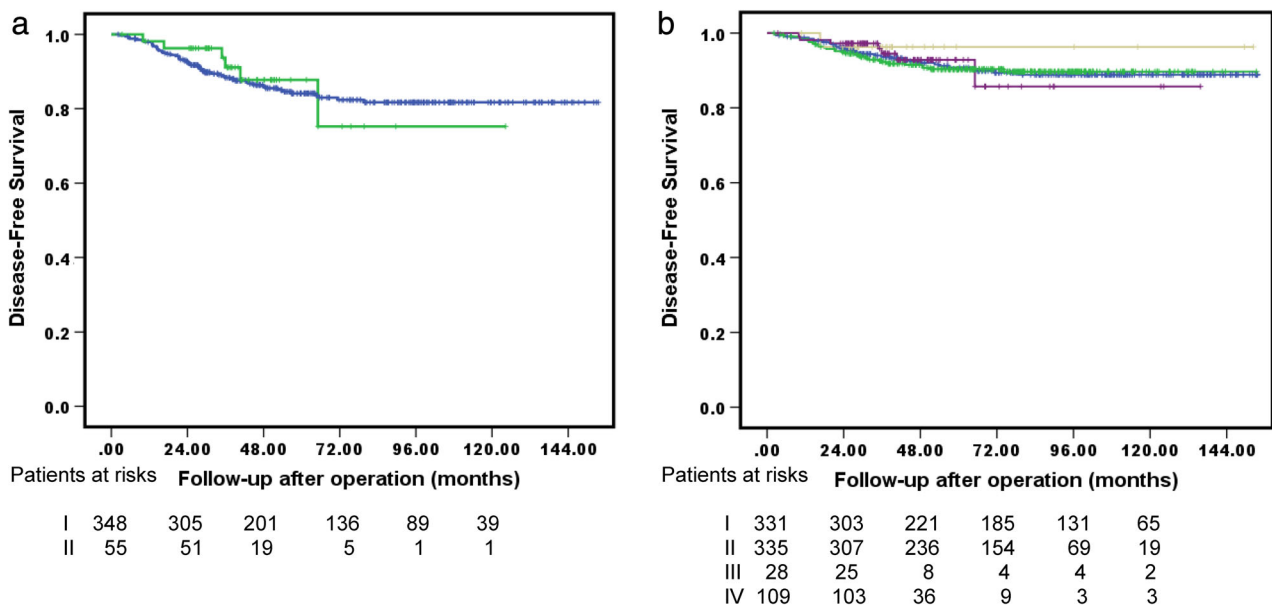 a
Disease-Free Survival
1.0
0.8
0.6
0.4
0.2
0.0
.00 24.00 48.00 72.00 96.00 120.00 144.00
Patients at risks Follow-up after operation (months)
I 348 305 201 136 89 39
II 55 51 19 5 1 1
b
Disease-Free Survival
1.0
0.8
0.6
0.4
0.2
0.0
.00 24.00 48.00 72.00 96.00 120.00 144.00
Patients at risks Follow-up after operation (months)
I 331 303 221 185 131 65
II 335 307 236 154 69 19
III 28 25 8 4 4 2
IV 109 103 36 9 3 3